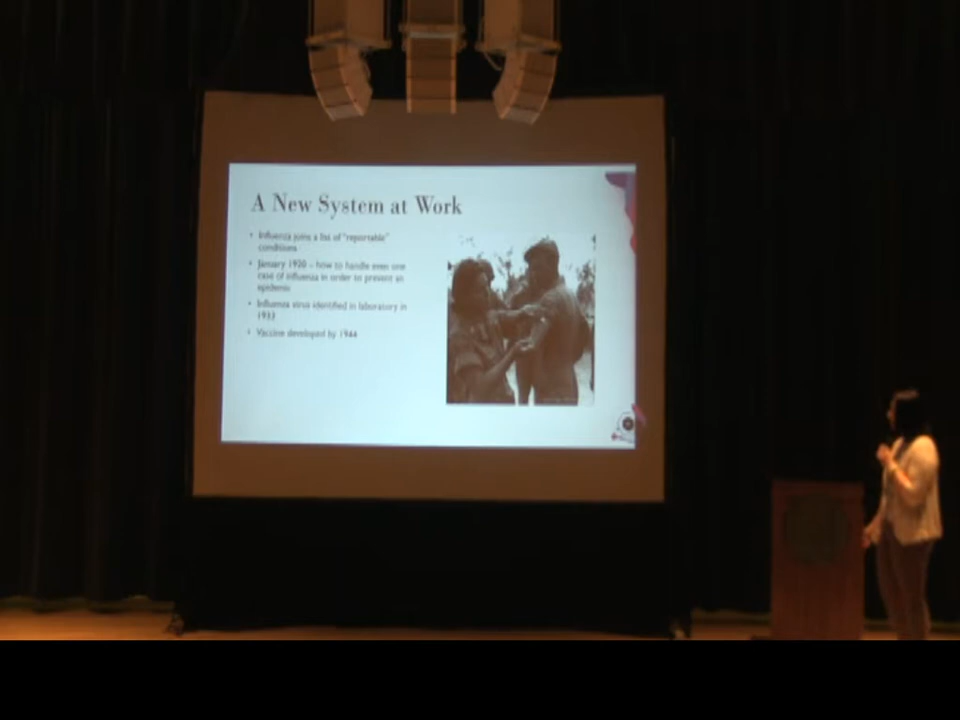 A New System at Work
• Influenza joins a list of "reportable"
conditions
• January 1920 – how to handle even one
case of influenza in order to prevent an
epidemic
• Influenza virus identified in laboratory in
1933
• Vaccine developed by 1944